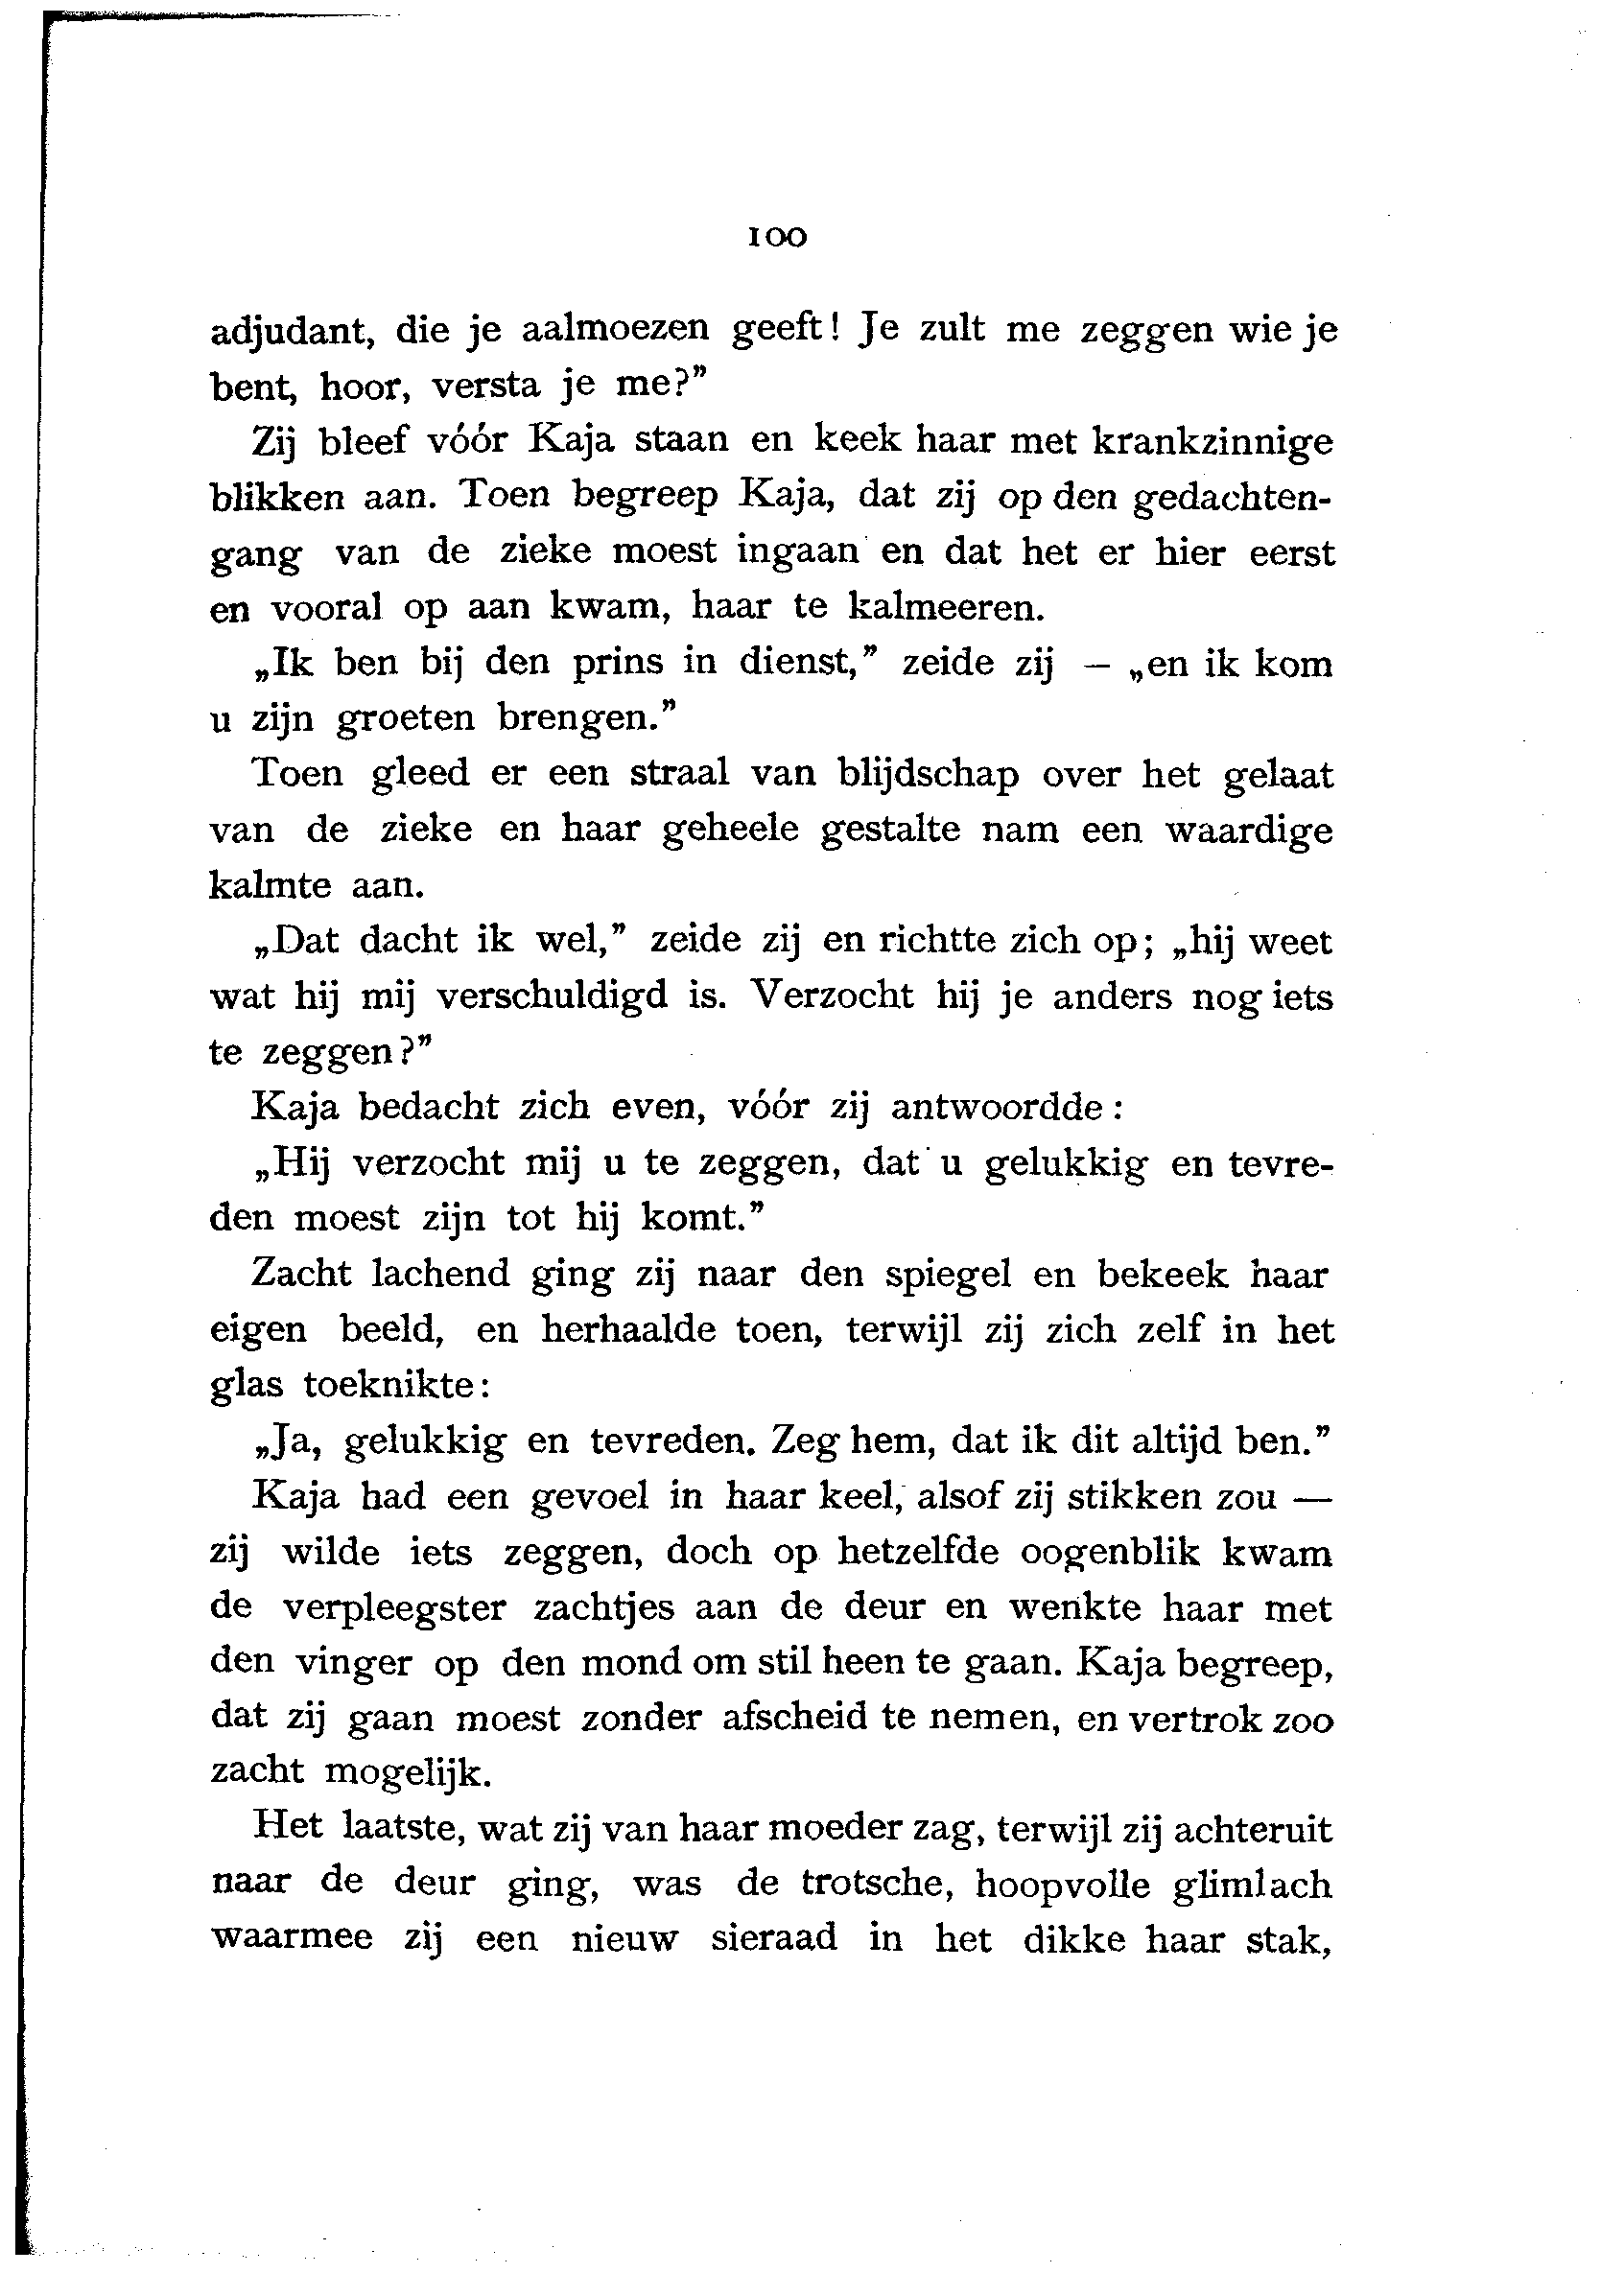 100
adjudant, die je aalmoezen geeft! Je zult me zeggen wie je
bent, hoor, versta je me?”
Zij bleef vóór Kaja staan en keek haar met krankzinnige
blikken aan. Toen begreep Kaja, dat zij op den gedachten-
gang van de zieke moest ingaan en dat het er hier eerst
en vooral op aan kwam, haar te kalmeeren.
„Ik ben bij den prins in dienst,” zeide zij — „en ik kom
u zijn groeten brengen.”
Toen gleed er een straal van blijdschap over het gelaat
van de zieke en haar geheele gestalte nam een waardige
kalmte aan.
„Dat dacht ik wel,” zeide zij en richtte zich op; „hij weet
wat hij mij verschuldigd is. Verzocht hij je anders nog iets
te zeggen?”
Kaja bedacht zich even, vóór zij antwoordde:
„Hij verzocht mij u te zeggen, dat u gelukkig en tevre-
den moest zijn tot hij komt.”
Zacht lachend ging zij naar den spiegel en bekeek haar
eigen beeld, en herhaalde toen, terwijl zij zich zelf in het
glas toeknikte:
„Ja, gelukkig en tevreden. Zeg hem, dat ik dit altijd ben.”
Kaja had een gevoel in haar keel, alsof zij stikken zou —
zij wilde iets zeggen, doch op hetzelfde oogenblik kwam
de verpleegster zachtjes aan de deur en wenkte haar met
den vinger op den mond om stil heen te gaan. Kaja begreep,
dat zij gaan moest zonder afscheid te nemen, en vertrok zoo
zacht mogelijk.
Het laatste, wat zij van haar moeder zag, terwijl zij achteruit
naar de deur ging, was de trotsche, hoopvolle glimlach
waarmee zij een nieuw sieraad in het dikke haar stak,